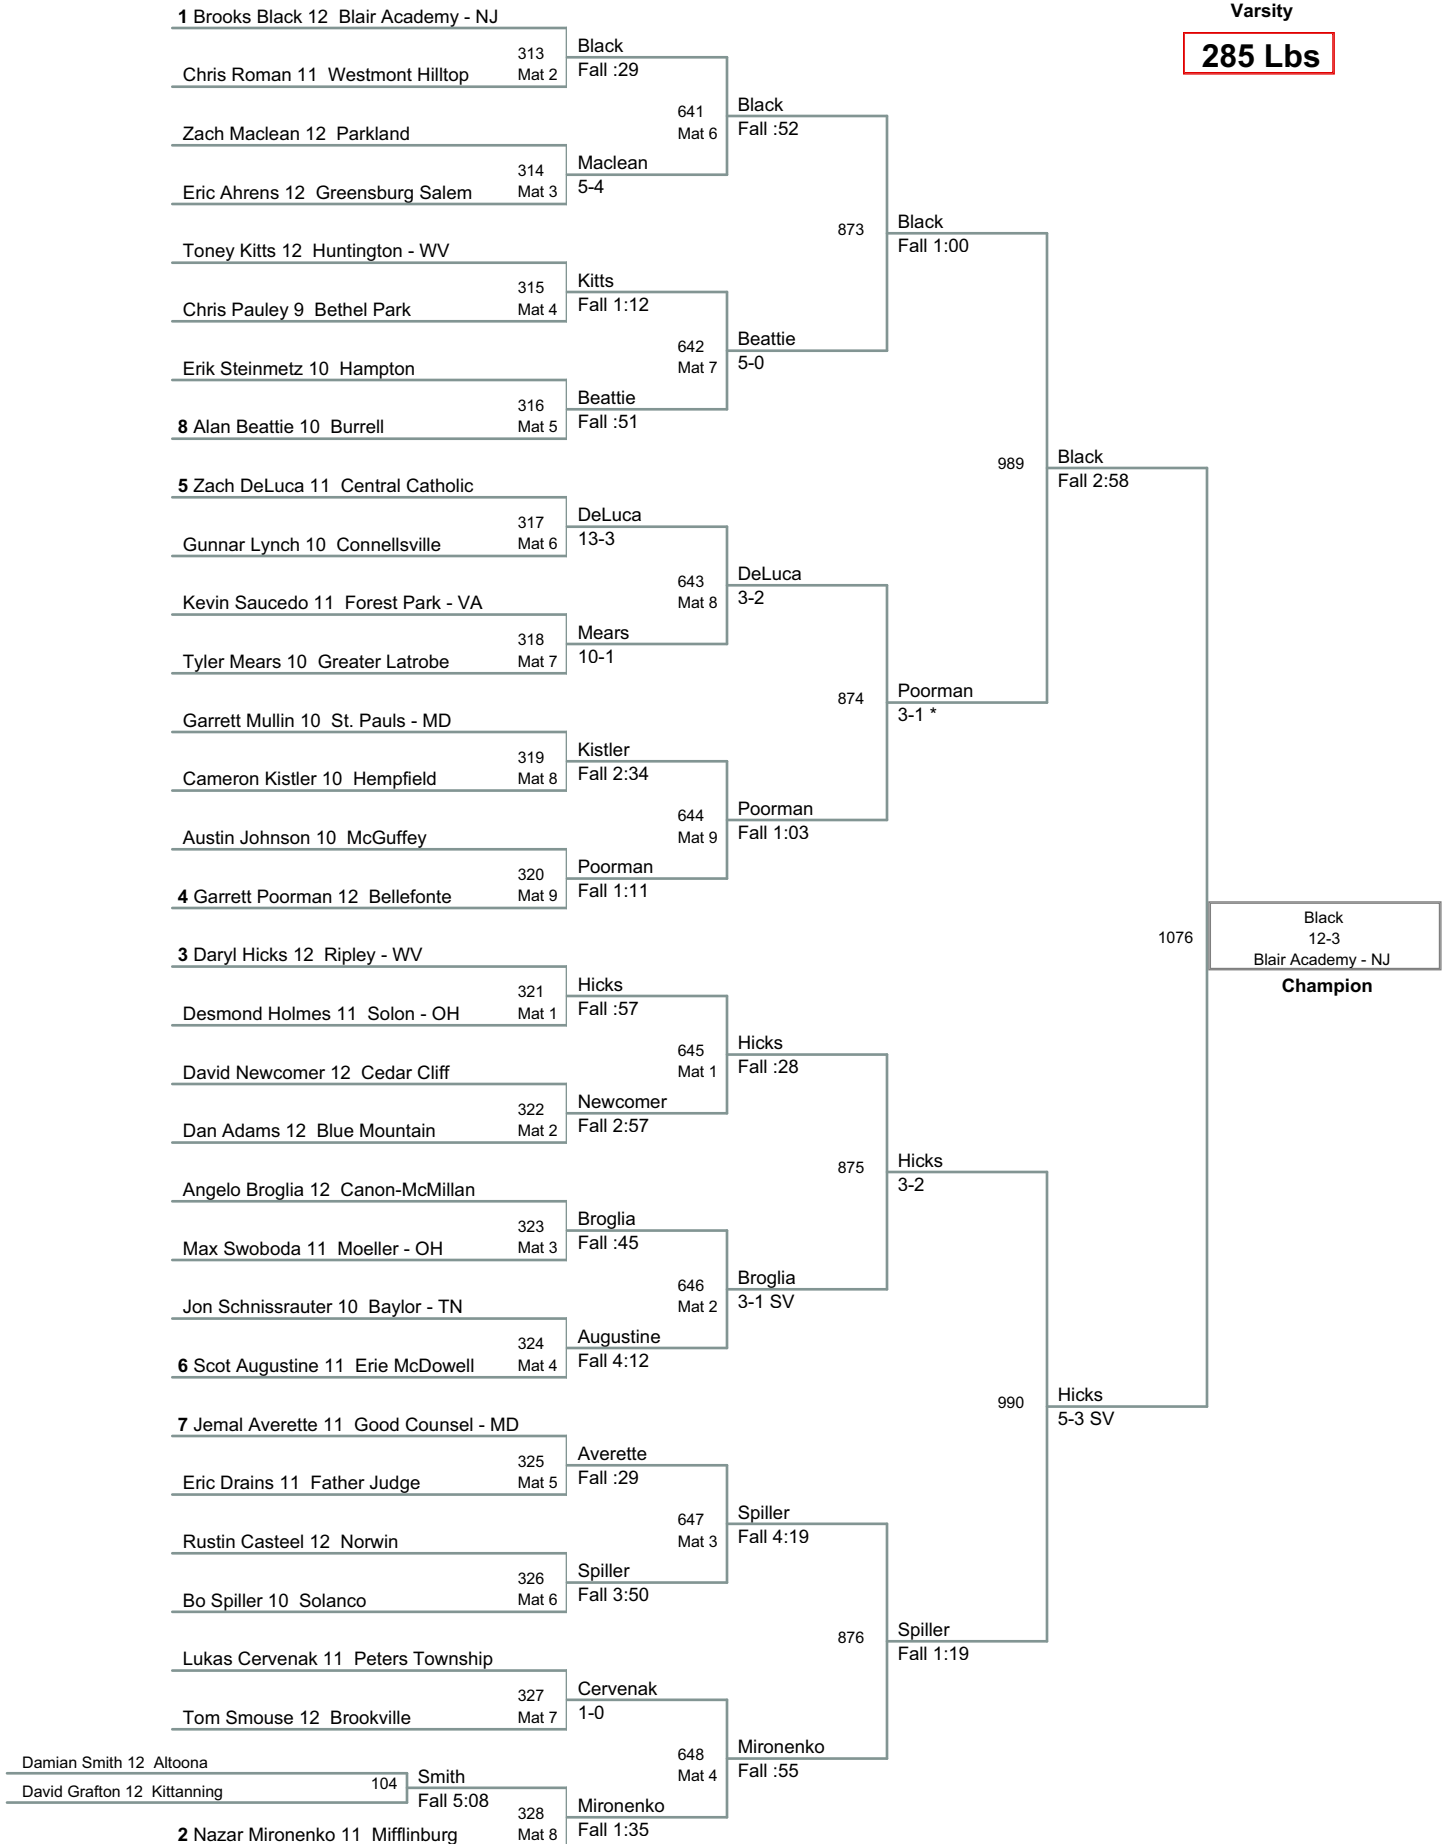 Varsity
285 Lbs
1 Brooks Black 12 Blair Academy - NJ
313
Mat 2
Black
Fall :29
Chris Roman 11 Westmont Hilltop
641
Mat 6
Black
Fall :52
Zach Maclean 12 Parkland
314
Mat 3
Maclean
5-4
Eric Ahrens 12 Greensburg Salem
873
Black
Fall 1:00
Toney Kitts 12 Huntington - WV
315
Mat 4
Kitts
Fall 1:12
Chris Pauley 9 Bethel Park
642
Mat 7
Beattie
5-0
Erik Steinmetz 10 Hampton
316
Mat 5
Beattie
Fall :51
8 Alan Beattie 10 Burrell
989
Black
Fall 2:58
5 Zach DeLuca 11 Central Catholic
317
Mat 6
DeLuca
13-3
Gunnar Lynch 10 Connellsville
643
Mat 8
DeLuca
3-2
Kevin Saucedo 11 Forest Park - VA
318
Mat 7
Mears
10-1
Tyler Mears 10 Greater Latrobe
874
Poorman
3-1 *
Garrett Mullin 10 St. Pauls - MD
319
Mat 8
Kistler
Fall 2:34
Cameron Kistler 10 Hempfield
644
Mat 9
Poorman
Fall 1:03
Austin Johnson 10 McGuffey
320
Mat 9
Poorman
Fall 1:11
4 Garrett Poorman 12 Bellefonte
1076
Black
12-3
Blair Academy - NJ
Champion
3 Daryl Hicks 12 Ripley - WV
321
Mat 1
Hicks
Fall :57
Desmond Holmes 11 Solon - OH
645
Mat 1
Hicks
Fall :28
David Newcomer 12 Cedar Cliff
322
Mat 2
Newcomer
Fall 2:57
Dan Adams 12 Blue Mountain
875
Hicks
3-2
Angelo Broglia 12 Canon-McMillan
323
Mat 3
Broglia
Fall :45
Max Swoboda 11 Moeller - OH
646
Mat 2
Broglia
3-1 SV
Jon Schnissrauter 10 Baylor - TN
324
Mat 4
Augustine
Fall 4:12
6 Scot Augustine 11 Erie McDowell
990
Hicks
5-3 SV
7 Jemal Averette 11 Good Counsel - MD
325
Mat 5
Averette
Fall :29
Eric Drains 11 Father Judge
647
Mat 3
Spiller
Fall 4:19
Rustin Casteel 12 Norwin
326
Mat 6
Spiller
Fall 3:50
Bo Spiller 10 Solanco
876
Spiller
Fall 1:19
Lukas Cervenak 11 Peters Township
327
Mat 7
Cervenak
1-0
Tom Smouse 12 Brookville
648
Mat 4
Mironenko
Fall :55
Damian Smith 12 Altoona
104
Smith
Fall 5:08
David Grafton 12 Kittanning
328
Mat 8
Mironenko
Fall 1:35
2 Nazar Mironenko 11 Mifflinburg